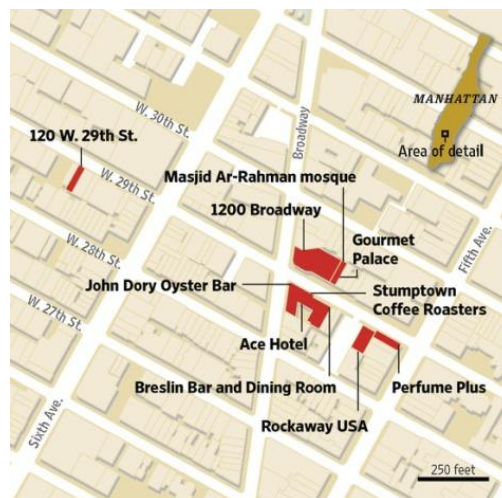 W. 30th St.
Broadway
MANHATTAN
Area of detail
120 W. 29th St.
W. 29th St.
Masjid Ar-Rahman mosque
1200 Broadway
Gourmet
Palace
Fifth Ave.
W. 28th St.
John Dory Oyster Bar
Stumptown
Coffee Roasters
W. 27th St.
Ace Hotel
Breslin Bar and Dining Room
Perfume Plus
Rockaway USA
Sixth Ave.
250 feet